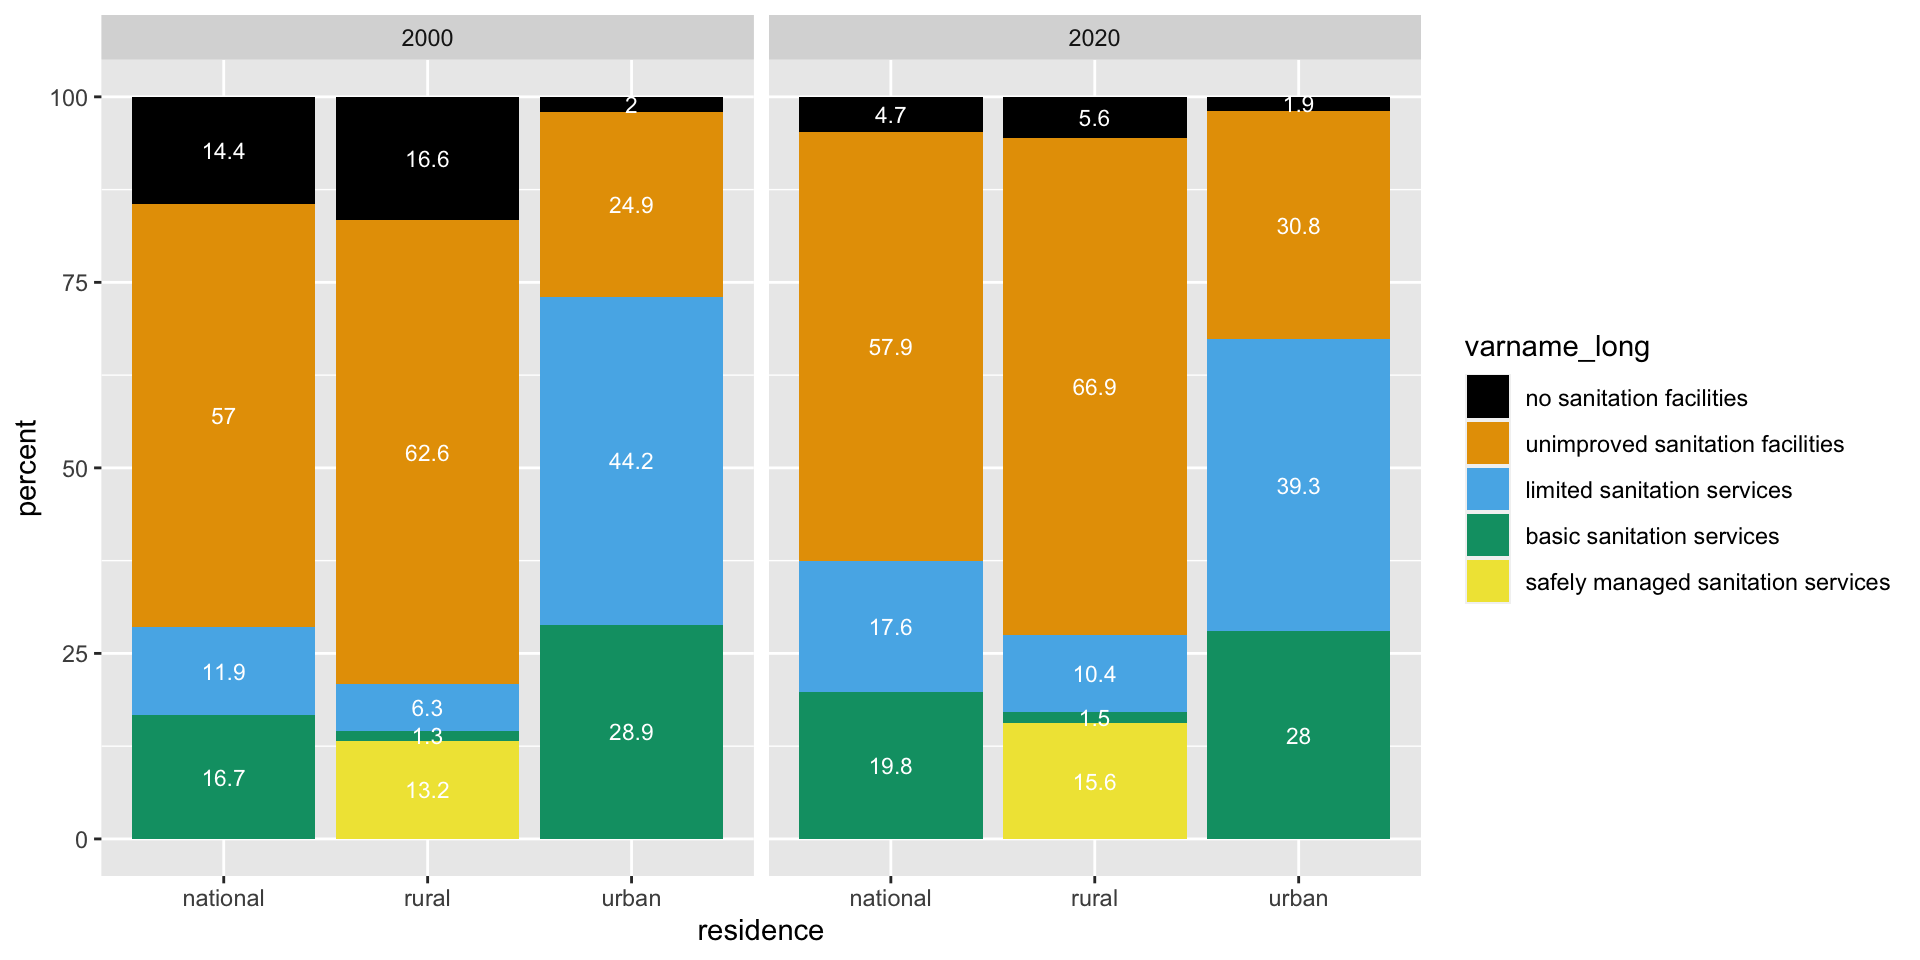 2000
2020
100
75
50
25
0
percent
14.4
57
11.9
16.7
16.6
62.6
6.3
1.3
13.2
2
24.9
44.2
28.9
4.7
57.9
17.6
19.8
5.6
66.9
10.4
1.5
15.6
1.9
30.8
39.3
28
national
rural
urban
national
rural
urban
residence
varname_long
no sanitation facilities
unimproved sanitation facilities
limited sanitation services
basic sanitation services
safely managed sanitation services